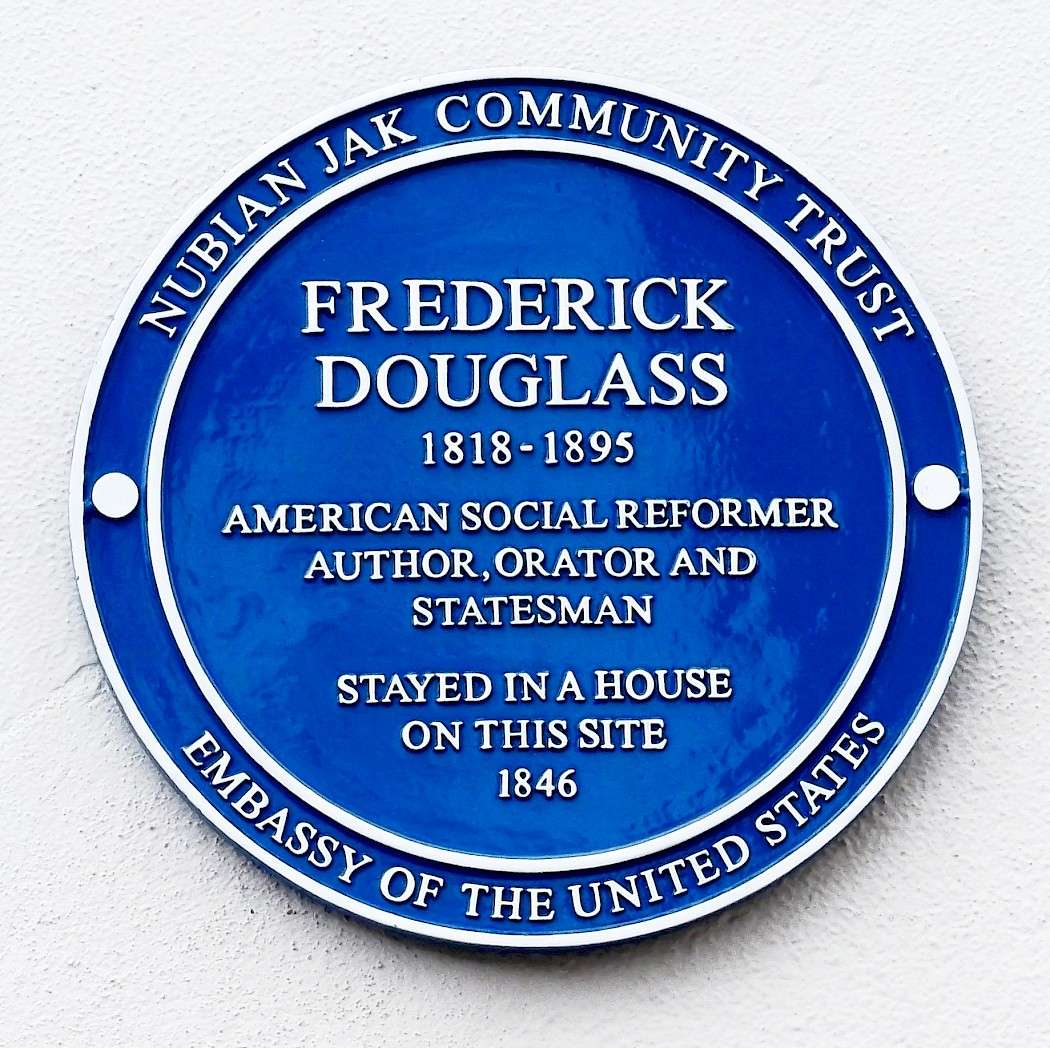 NUBIAN JAK COMMUNITY TRUST
FREDERICK
DOUGLASS
1818-1895
AMERICAN SOCIAL REFORMER
AUTHOR, ORATOR AND
STATESMAN
STAYED IN A HOUSE
ON THIS SITE
1846
EMBASSY OF THE UNITED STATES